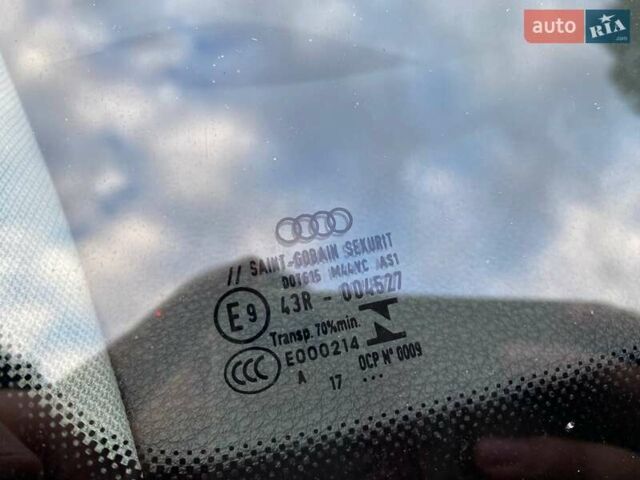 auto RIA.com
// SAINT-GOBAIN SEKURIT
DOT615 M44VC AS1
E9 43R - 004527
Transp. 70%min.
CCC E000214 OCP N° 0009
A 17 ...